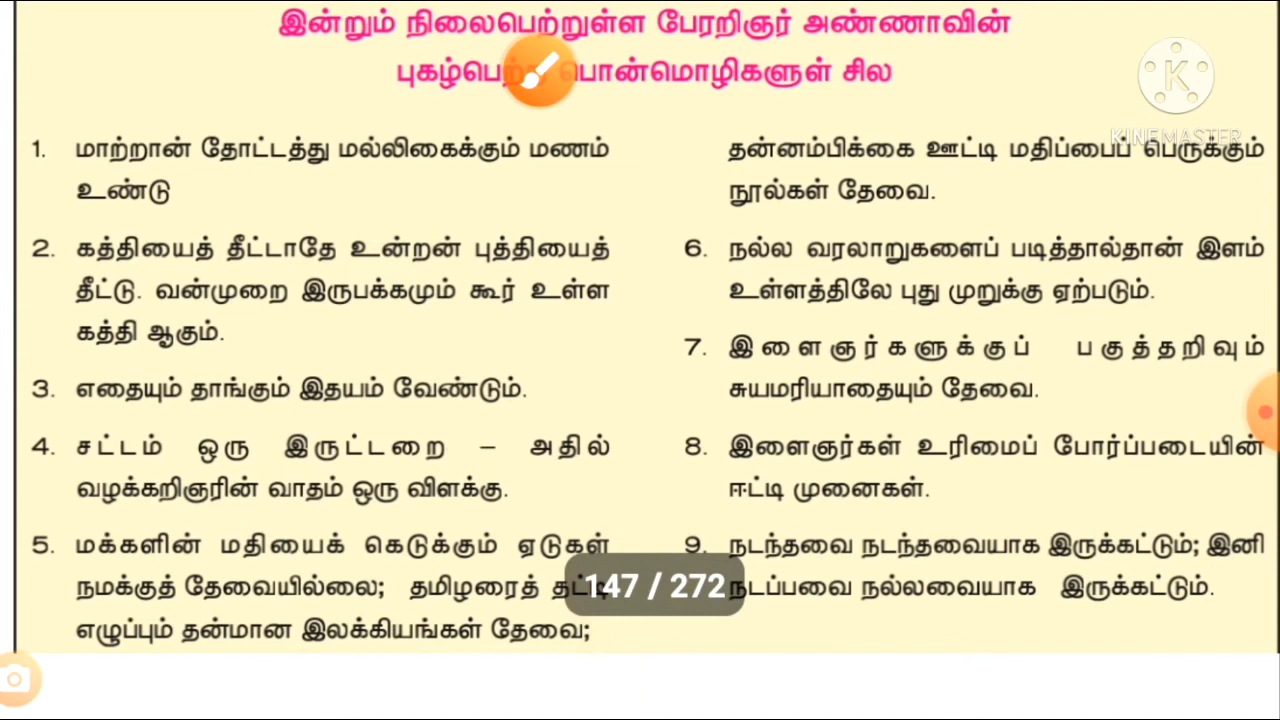 இன்றும் நிலைபெற்றுள்ள பேரறிஞர் அண்ணாவின்
பொன்மொழிகளுள் சில
K
KINEMASTER
1. மாற்றான் தோட்டத்து மல்லிகைக்கும் மணம்
உண்டு
2. கத்தியைத் தீட்டாதே உன்றன் புத்தியைத்
தீட்டு. வன்முறை இருபக்கமும் கூர் உள்ள
கத்தி ஆகும்.
3. எதையும் தாங்கும் இதயம் வேண்டும்.
4. சட்டம் ஒரு இருட்டறை – அதில்
வழக்கறிஞரின் வாதம் ஒரு விளக்கு.
5. மக்களின் மதியைக் கெடுக்கும் ஏடுகள்
நமக்குத் தேவையில்லை; தமிழரைத்
எழுப்பும் தன்மான இலக்கியங்கள் தேவை;
தன்னம்பிக்கை ஊட்டி மதிப்பைப் பெருக்கும்
நூல்கள் தேவை.
6. நல்ல வரலாறுகளைப் படித்தால்தான் இளம்
உள்ளத்திலே புது முறுக்கு ஏற்படும்.
7. இளைஞர்களுக்குப் பகுத்தறிவும்
சுயமரியாதையும் தேவை.
8. இளைஞர்கள் உரிமைப் போர்ப்படையின்
ஈட்டி முனைகள்.
9. நடந்தவை நடந்தவையாக இருக்கட்டும்; இனி
நடப்பவை நல்லவையாக இருக்கட்டும்.
147 / 272